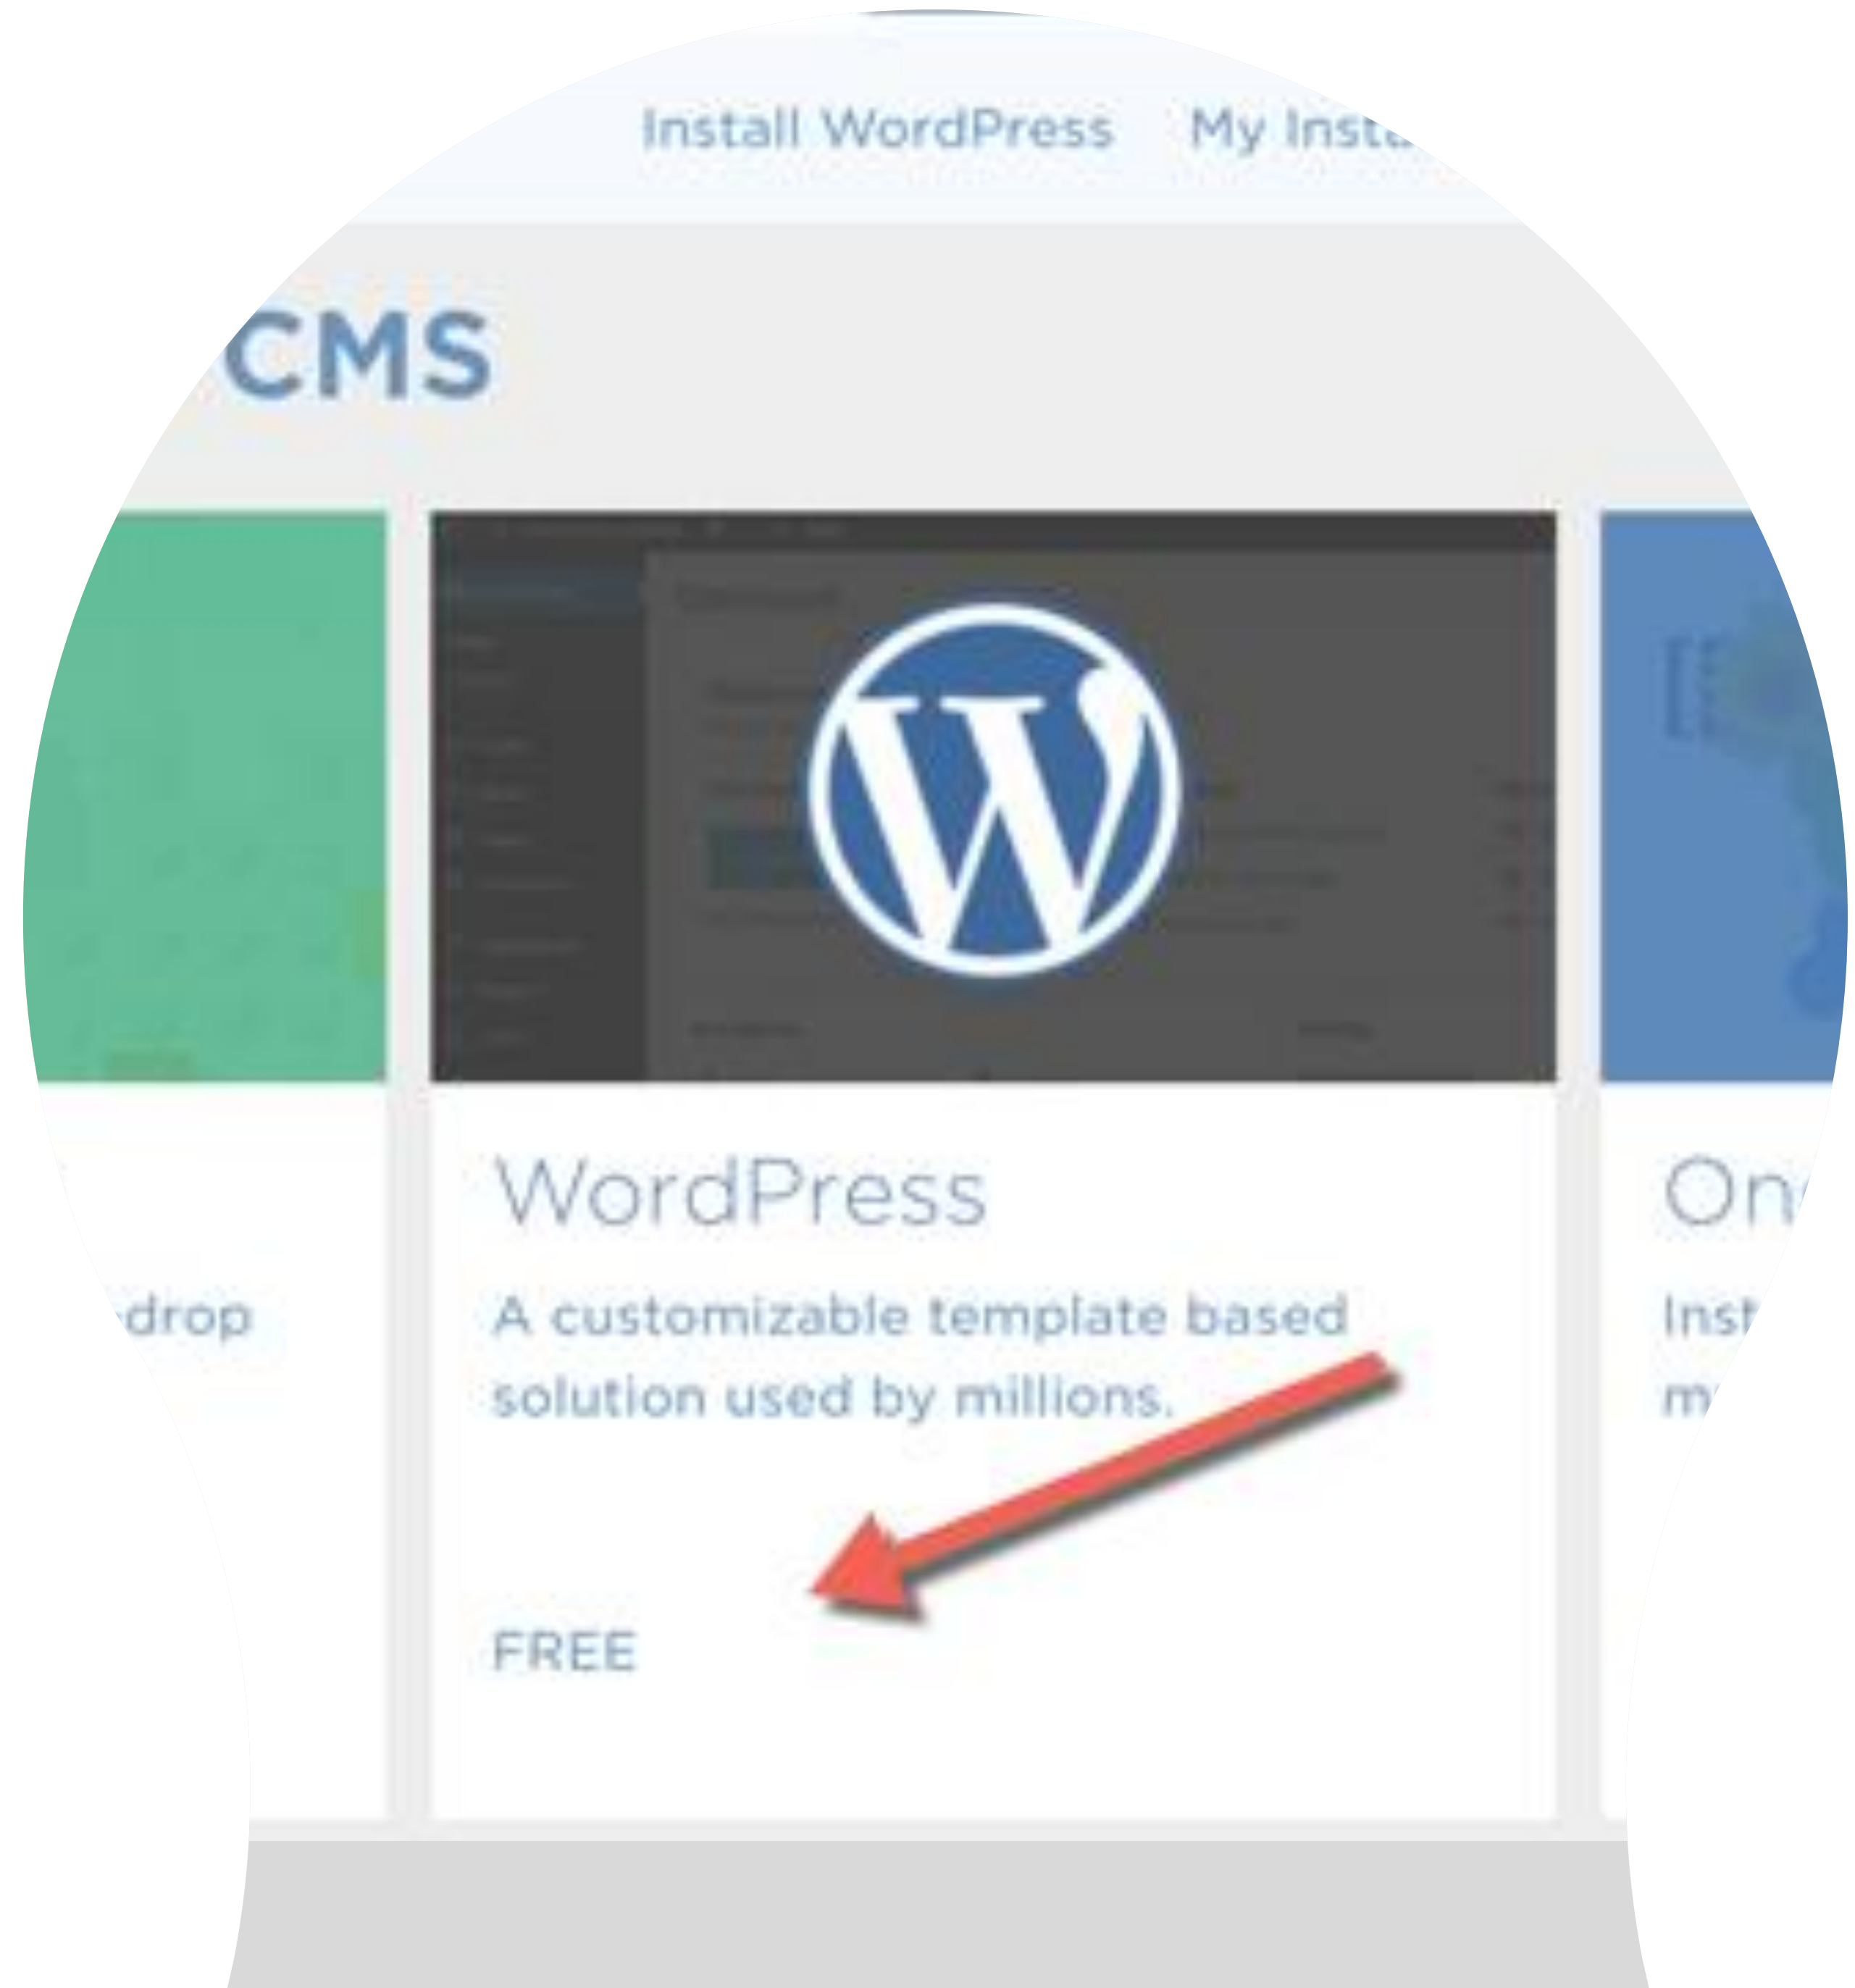 Install WordPress
CMS
WordPress
A customizable template based
solution used by millions.
FREE
drop